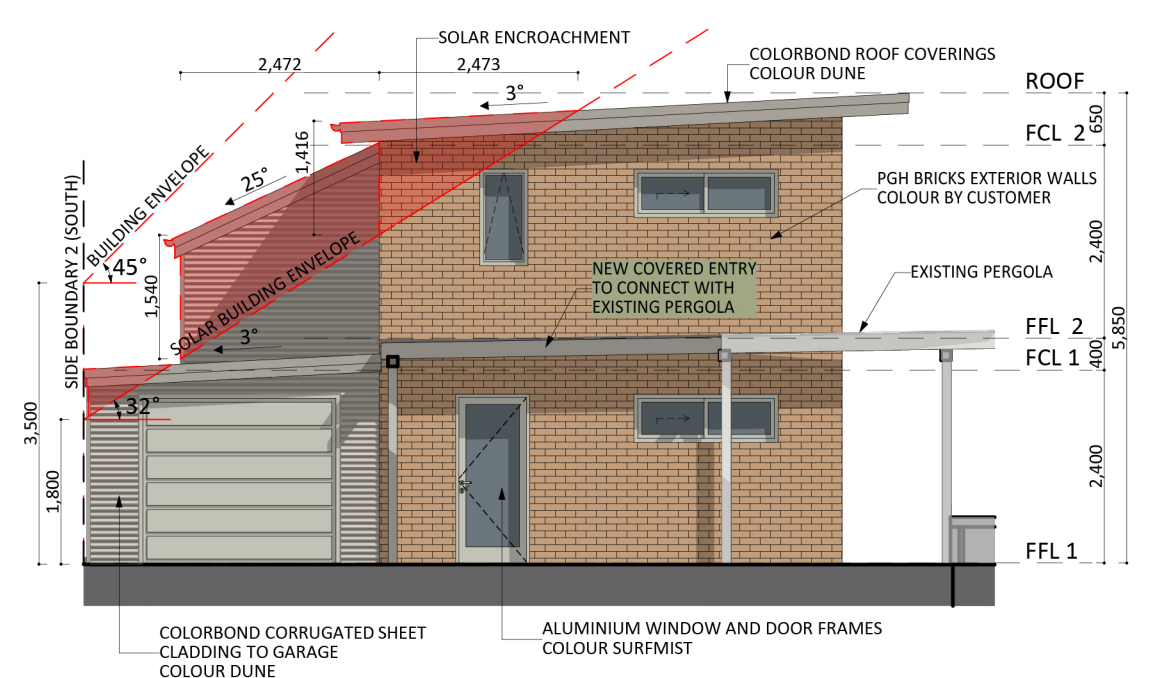 SOLAR ENCROACHMENT
COLORBOND ROOF COVERINGS
COLOUR DUNE
2,472
2,473
3°
ROOF
650
FCL 2
1,416
25°
BUILDING ENVELOPE
45°
SIDE BOUNDARY 2 (SOUTH)
PGH BRICKS EXTERIOR WALLS
COLOUR BY CUSTOMER
2,400
NEW COVERED ENTRY
TO CONNECT WITH
EXISTING PERGOLA
EXISTING PERGOLA
1,540
SOLAR BUILDING ENVELOPE
3°
FFL 2
5,850
400
FCL 1
32°
3,500
1,800
2,400
FFL 1
COLORBOND CORRUGATED SHEET
CLADDING TO GARAGE
COLOUR DUNE
ALUMINIUM WINDOW AND DOOR FRAMES
COLOUR SURFMIST